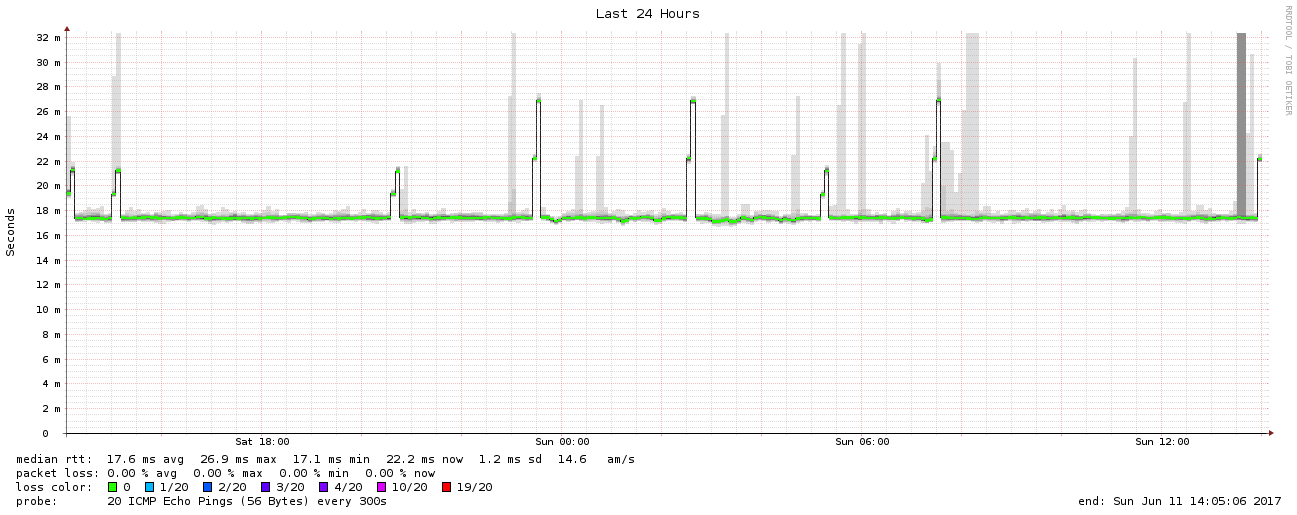 Last 24 Hours
RRDTOOL / TOBI OETIKER
Seconds
32 m
30 m
28 m
26 m
24 m
22 m
20 m
18 m
16 m
14 m
12 m
10 m
8 m
6 m
4 m
2 m
0
Sat 18:00 Sun 00:00 Sun 06:00 Sun 12:00
median rtt: 17.6 ms avg 26.9 ms max 17.1 ms min 22.2 ms now 1.2 ms sd 14.6 am/s
packet loss: 0.00 % avg 0.00 % max 0.00 % min 0.00 % now
loss color: 0 1/20 2/20 3/20 4/20 10/20 19/20
probe: 20 ICMP Echo Pings (56 Bytes) every 300s end: Sun Jun 11 14:05:06 2017